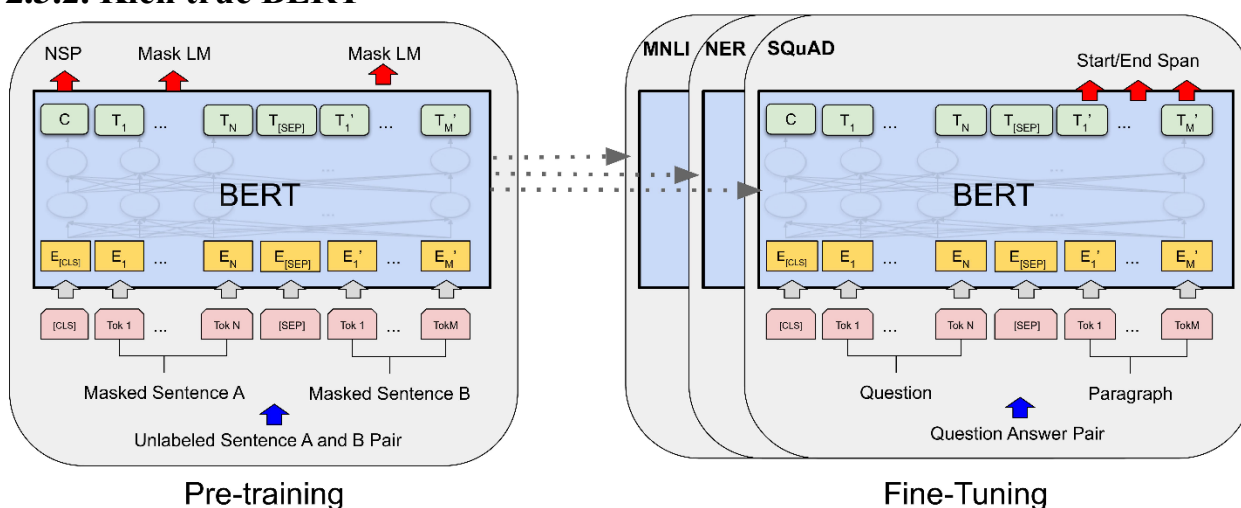 Kiến trúc BERT
NSP Mask LM Mask LM
C T1 ... TN T[SEP] T1' ... TM'
BERT
E[CLS] E1 ... EN E[SEP] E1' ... EM'
[CLS] Tok 1 ... Tok N [SEP] Tok 1 ... TokM
Masked Sentence A Masked Sentence B
Unlabeled Sentence A and B Pair
Pre-training
MNLI NER SQuAD
Start/End Span
C T1 ... TN T[SEP] T1' ... TM'
BERT
E[CLS] E1 ... EN E[SEP] E1' ... EM'
[CLS] Tok 1 ... Tok N [SEP] Tok 1 ... TokM
Question Paragraph
Question Answer Pair
Fine-Tuning